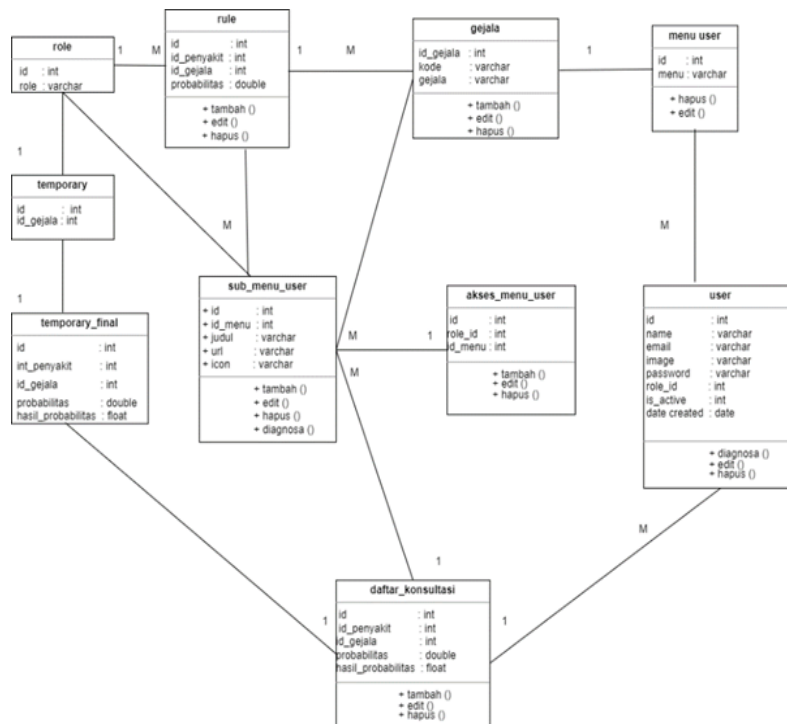 role
id : int
role : varchar
1
M
rule
id : int
id_penyakit : int
id_gejala : int
probabilitas : double
+ tambah ()
+ edit ()
+ hapus ()
1
M
gejala
id_gejala : int
kode : varchar
gejala : varchar
+ tambah ()
+ edit ()
+ hapus ()
1
menu user
id : int
menu : varchar
+ hapus ()
+ edit ()
1
temporary
id : int
id_gejala : int
M
M
1
temporary_final
id : int
int_penyakit : int
id_gejala : int
probabilitas : double
hasil_probabilitas : float
sub_menu_user
+ id : int
+ id_menu : int
+ judul : varchar
+ url : varchar
+ icon : varchar
+ tambah ()
+ edit ()
+ hapus ()
+ diagnosa ()
M
1
M
akses_menu_user
id : int
role_id : int
id_menu : int
+ tambah ()
+ edit ()
+ hapus ()
user
id : int
name : varchar
email : varchar
image : varchar
password : varchar
role_id : int
is_active : int
date created : date
+ diagnosa ()
+ edit ()
+ hapus ()
M
1
1
1
daftar_konsultasi
id : int
id_penyakit : int
id_gejala : int
probabilitas : double
hasil_probabilitas : float
+ tambah ()
+ edit ()
+ hapus ()